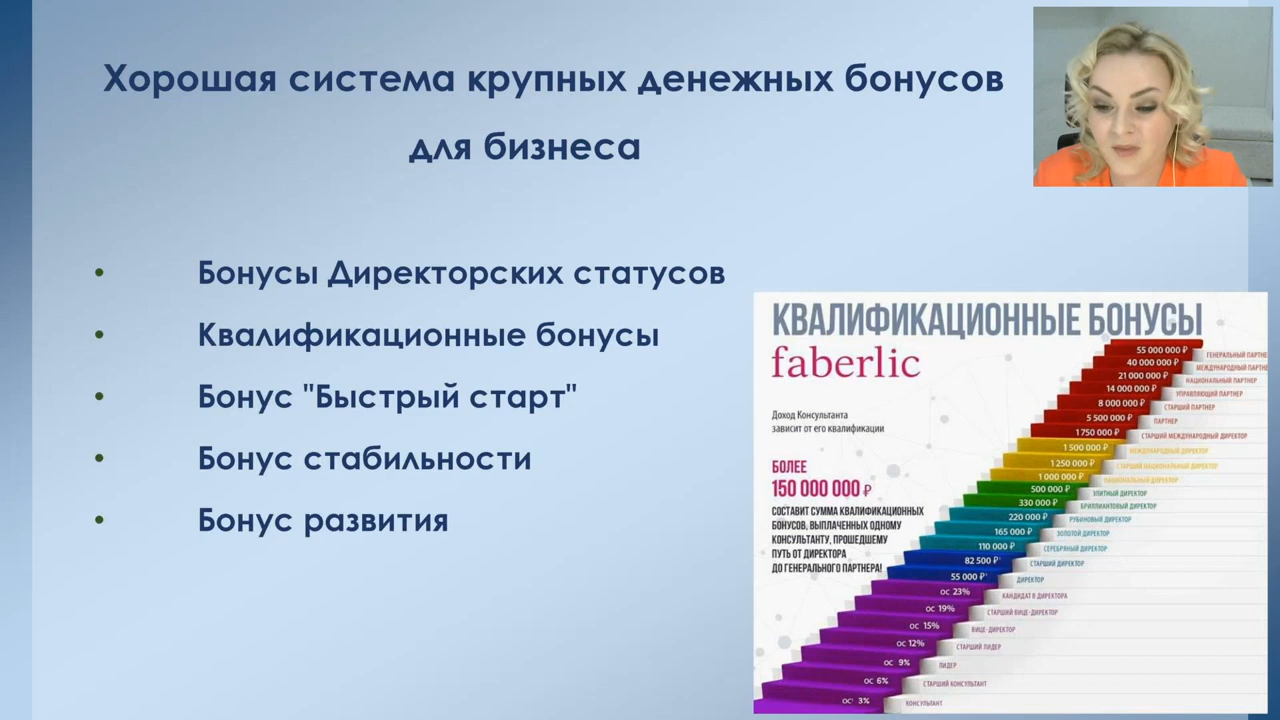 Хорошая система крупных денежных бонусов
для бизнеса
• Бонусы Директорских статусов
• Квалификационные бонусы
• Бонус "Быстрый старт"
• Бонус стабильности
• Бонус развития
КВАЛИФИКАЦИОННЫЕ БОНУСЫ
faberlic
Доход Консультанта
зависит от его квалификации
БОЛЕЕ
150 000 000 ₽
СОСТАВИТ СУММА КВАЛИФИКАЦИОННЫХ
БОНУСОВ, ВЫПЛАЧЕННЫХ ОДНОМУ
КОНСУЛЬТАНТУ, ПРОШЕДШЕМУ
ПУТЬ ОТ ДИРЕКТОРА
ДО ГЕНЕРАЛЬНОГО ПАРТНЕРА!
55 000 000 ₽ ГЕНЕРАЛЬНЫЙ ПАРТНЕ
40 000 000 ₽ МЕЖДУНАРОДНЫЙ ПАРТНЕ
21 000 000 ₽ НАЦИОНАЛЬНЫЙ ПАРТНЕР
14 000 000 ₽ УПРАВЛЯЮЩИЙ ПАРТНЕР
8 000 000 ₽ СТАРШИЙ ПАРТНЕР
5 500 000 ₽ ПАРТНЕР
1 750 000 ₽ СТАРШИЙ МЕЖДУНАРОДНЫЙ ДИРЕКТОР
1 500 000 ₽ МЕЖДУНАРОДНЫЙ ДИРЕКТОР
1 250 000 ₽ СТАРШИЙ НАЦИОНАЛЬНЫЙ ДИРЕКТОР
1 000 000 ₽ НАЦИОНАЛЬНЫЙ ДИРЕКТОР
500 000 ₽ ЭЛИТНЫЙ ДИРЕКТОР
330 000 ₽ БРИЛЛИАНТОВЫЙ ДИРЕКТОР
220 000 ₽ РУБИНОВЫЙ ДИРЕКТОР
165 000 ₽ ЗОЛОТОЙ ДИРЕКТОР
110 000 ₽ СЕРЕБРЯНЫЙ ДИРЕКТОР
82 500 ₽ СТАРШИЙ ДИРЕКТОР
55 000 ₽ ДИРЕКТОР
ОС 23% КАНДИДАТ В ДИРЕКТОРА
ОС 19% СТАРШИЙ ВИЦЕ-ДИРЕКТОР
ОС 15% ВИЦЕ-ДИРЕКТОР
ОС 12% СТАРШИЙ ЛИДЕР
ОС 9% ЛИДЕР
ОС 6% СТАРШИЙ КОНСУЛЬТАНТ
ОС 3% КОНСУЛЬТАНТ